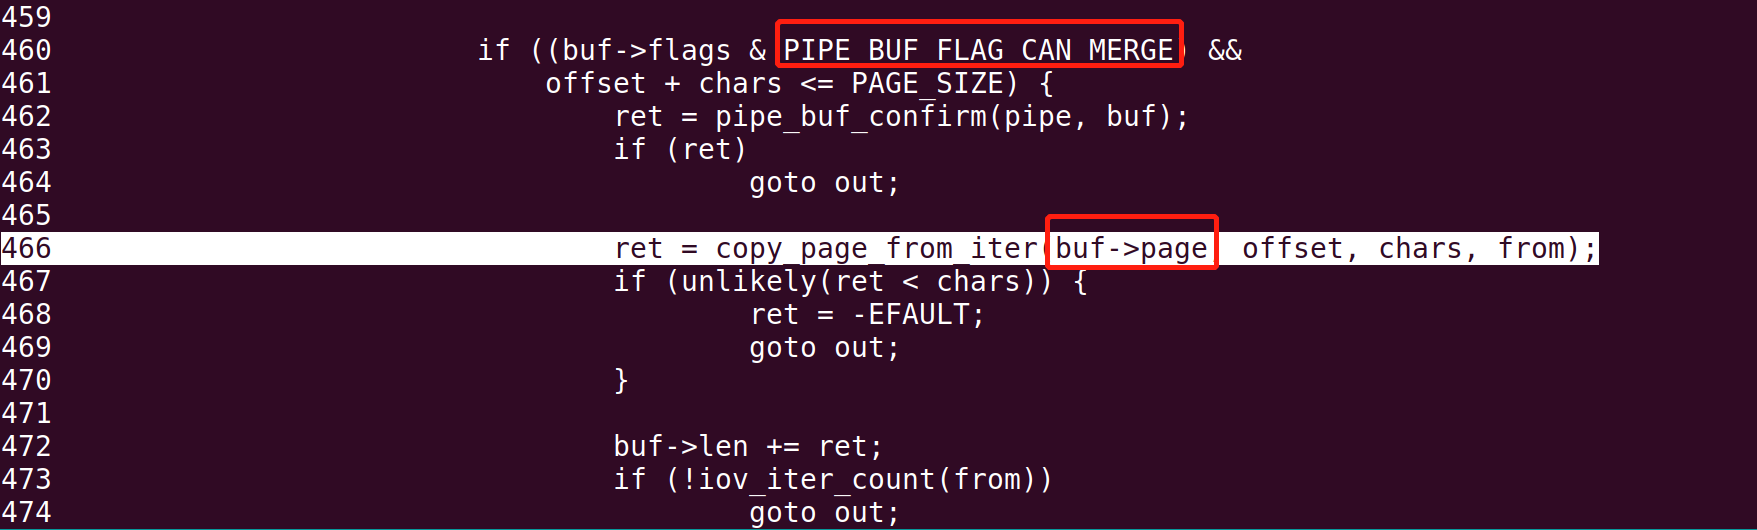 459
460                         if ((buf->flags & PIPE_BUF_FLAG_CAN_MERGE) &&
461                             offset + chars <= PAGE_SIZE) {
462                                 ret = pipe_buf_confirm(pipe, buf);
463                                 if (ret)
464                                         goto out;
465
466                                 ret = copy_page_from_iter(buf->page, offset, chars, from);
467                                 if (unlikely(ret < chars)) {
468                                         ret = -EFAULT;
469                                         goto out;
470                                 }
471
472                                 buf->len += ret;
473                                 if (!iov_iter_count(from))
474                                         goto out;